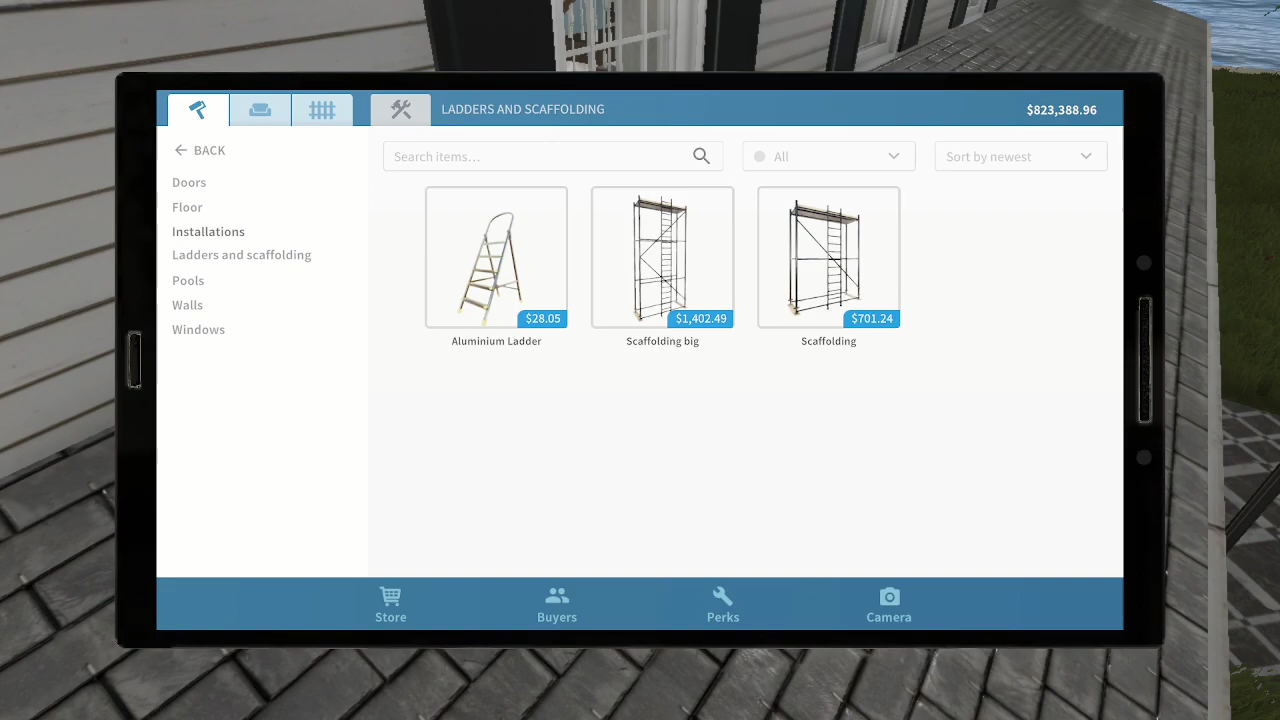 LADDERS AND SCAFFOLDING
$823,388.96
BACK
Doors
Floor
Installations
Ladders and scaffolding
Pools
Walls
Windows
Search items...
All
Sort by newest
$28.05
Aluminium Ladder
$1,402.49
Scaffolding big
$701.24
Scaffolding
Store
Buyers
Perks
Camera